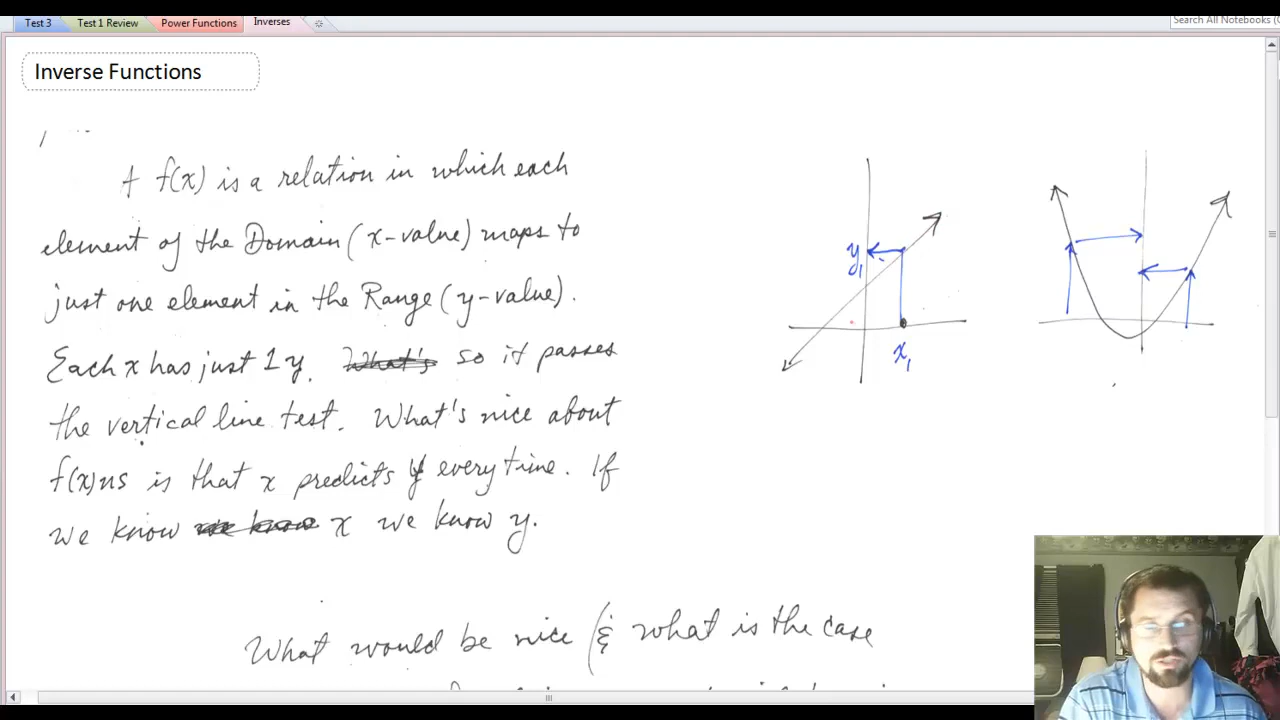 Test 3 Test 1 Review Power Functions Inverses
Search All Notebooks
Inverse Functions
A f(x) is a relation in which each
element of the Domain (x-value) maps to
just one element in the Range (y-value).
Each x has just 1 y. What's so it passes
the vertical line test. What's nice about
f(x)ns is that x predicts y every time. If
we know we know x we know y.
What would be nice (& what is the case
y₁
x₁